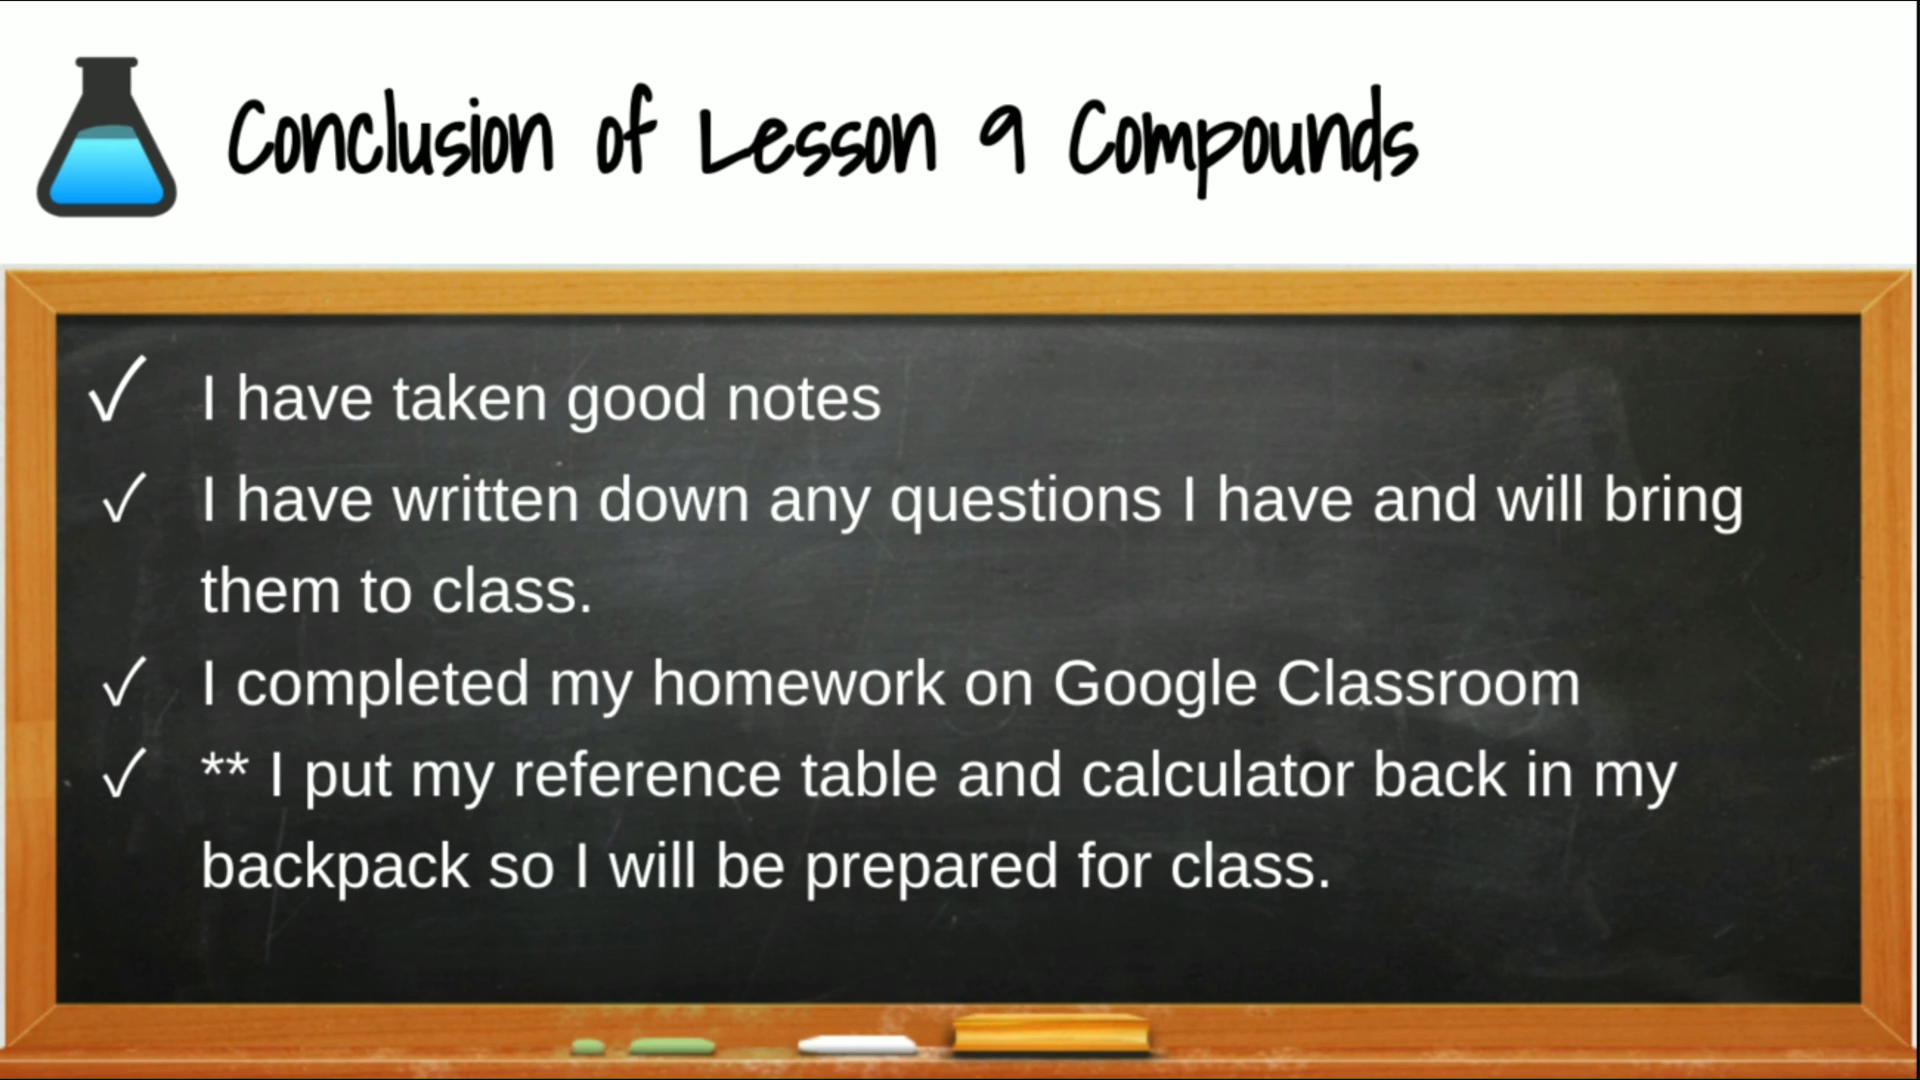 Conclusion of Lesson 9 Compounds
✓ I have taken good notes
✓ I have written down any questions I have and will bring
them to class.
✓ I completed my homework on Google Classroom
✓ ** I put my reference table and calculator back in my
backpack so I will be prepared for class.